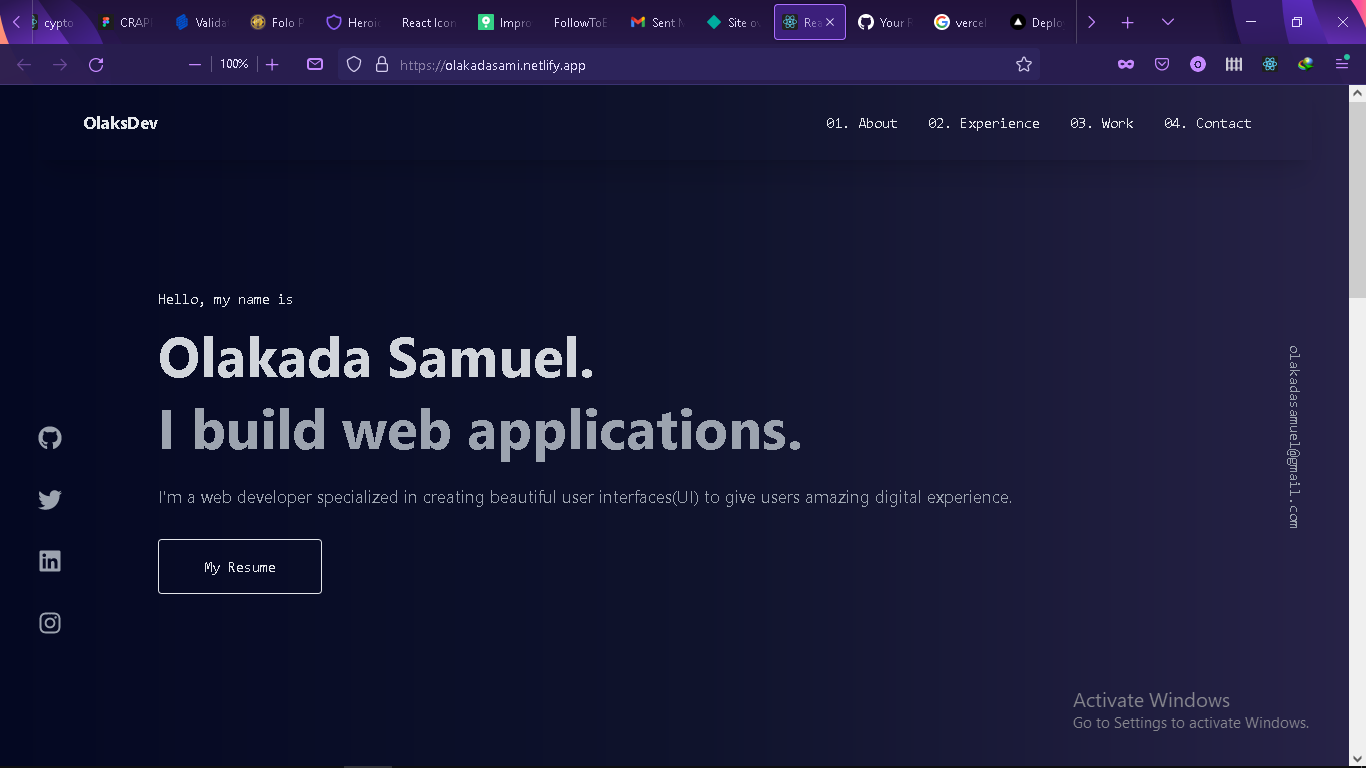 cypto
CRAP
Valida
Folo P
Heroi
React Icon
Impro
FollowToE
Sent M
Site ov
Rea
Your R
vercel
Deploy
100%
https://olakadasami.netlify.app
OlaksDev
01. About
02. Experience
03. Work
04. Contact
Hello, my name is
Olakada Samuel.
I build web applications.
I'm a web developer specialized in creating beautiful user interfaces(UI) to give users amazing digital experience.
My Resume
olakadasamuel@gmail.com
Activate Windows
Go to Settings to activate Windows.